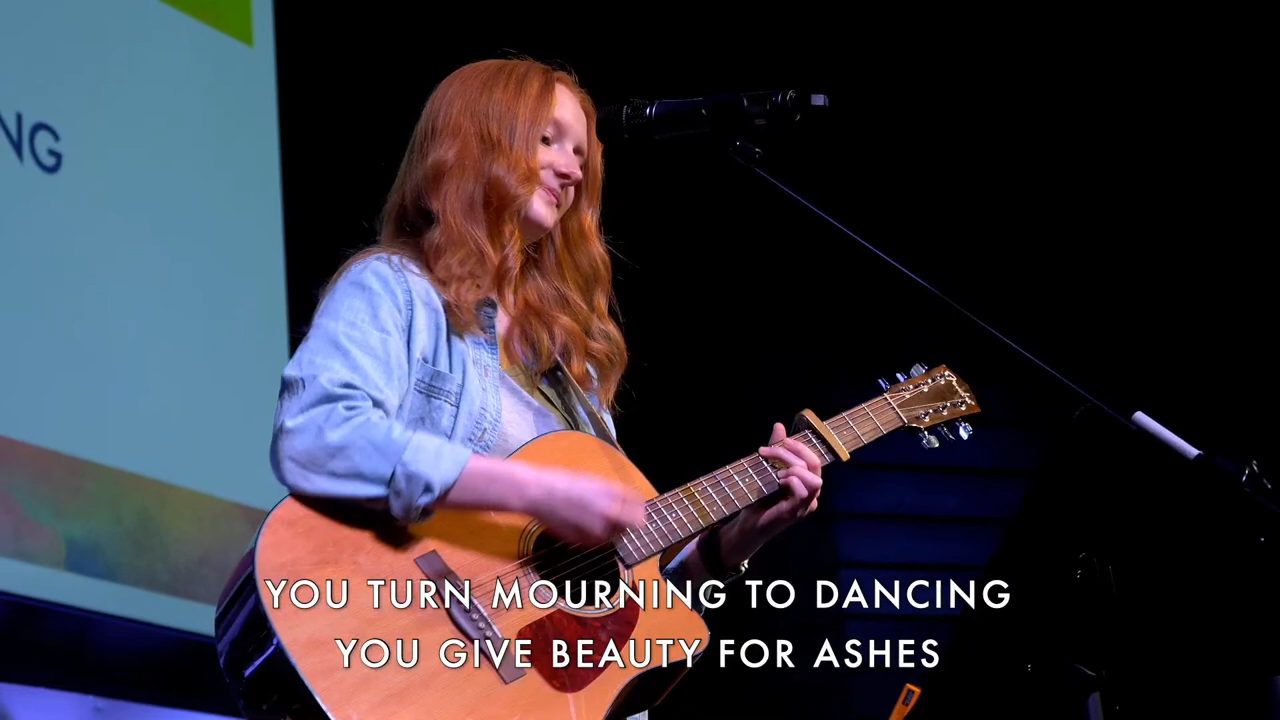 NG
YOU TURN MOURNING TO DANCING
YOU GIVE BEAUTY FOR ASHES